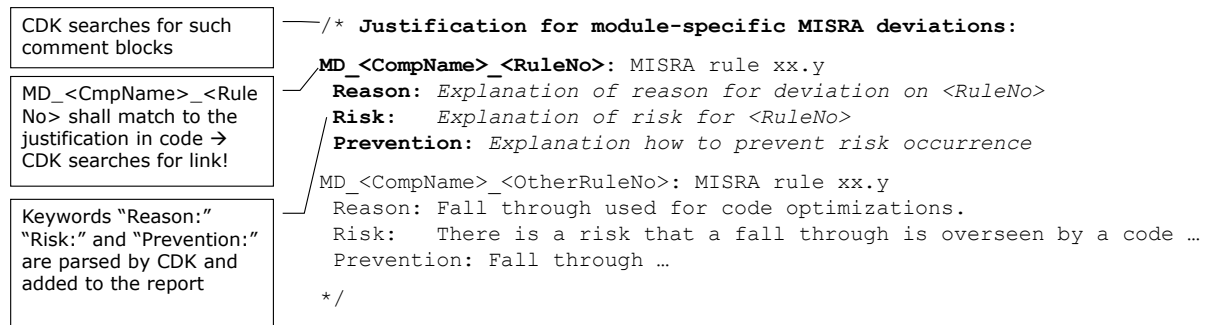 CDK searches for such
comment blocks
MD_<CmpName>_<Rule
No> shall match to the
justification in code →
CDK searches for link!
Keywords “Reason:”
“Risk:” and “Prevention:”
are parsed by CDK and
added to the report
/* Justification for module-specific MISRA deviations:
MD_<CompName>_<RuleNo>: MISRA rule xx.y
Reason: Explanation of reason for deviation on <RuleNo>
Risk: Explanation of risk for <RuleNo>
Prevention: Explanation how to prevent risk occurrence
MD_<CompName>_<OtherRuleNo>: MISRA rule xx.y
Reason: Fall through used for code optimizations.
Risk: There is a risk that a fall through is overseen by a code …
Prevention: Fall through …
*/